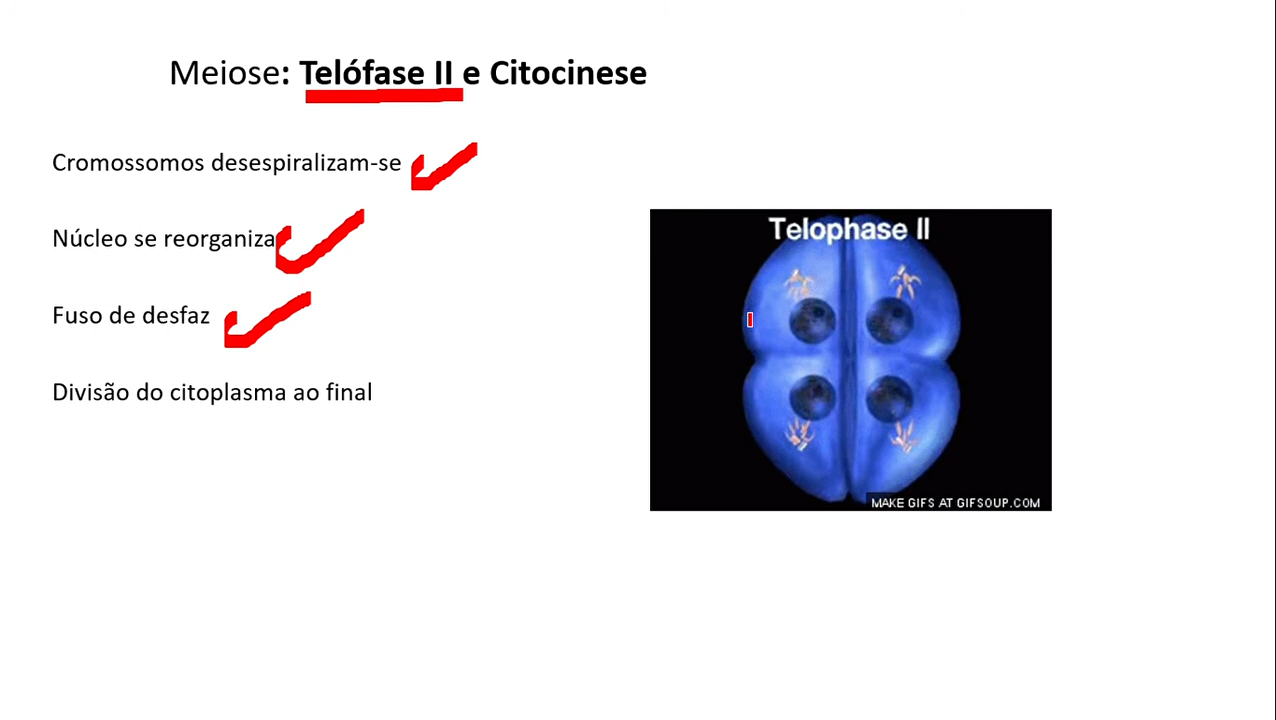 Meiose: Telófase II e Citocinese
Cromossomos desespiralizam-se
Núcleo se reorganiza
Fuso de desfaz
Divisão do citoplasma ao final
Telophase II
MAKE GIFS AT GIFSOUP.COM